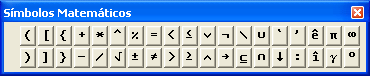 Símbolos Matemáticos
( [ { + * ^ % = < ≤ ∨ ¬ \ ∪ ` ' ê π ∞
) ] } − / √ ± ≠ > ≥ ∧ → ⊆ ∩ ↓ : î γ °